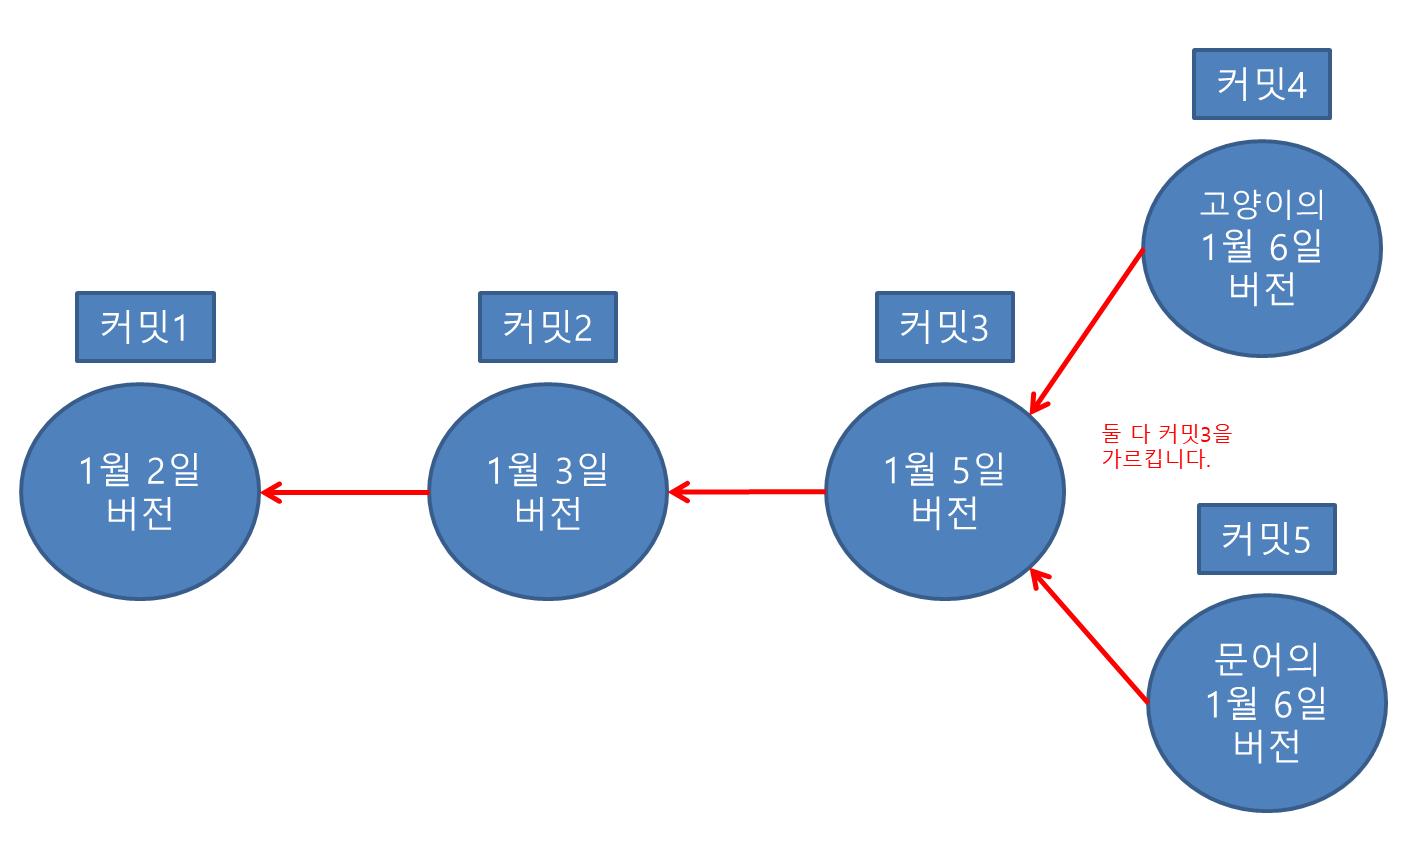 커밋4
고양이의
1월 6일
버전
커밋1
커밋2
커밋3
1월 2일
버전
1월 3일
버전
1월 5일
버전
둘 다 커밋3을
가르킵니다.
커밋5
문어의
1월 6일
버전